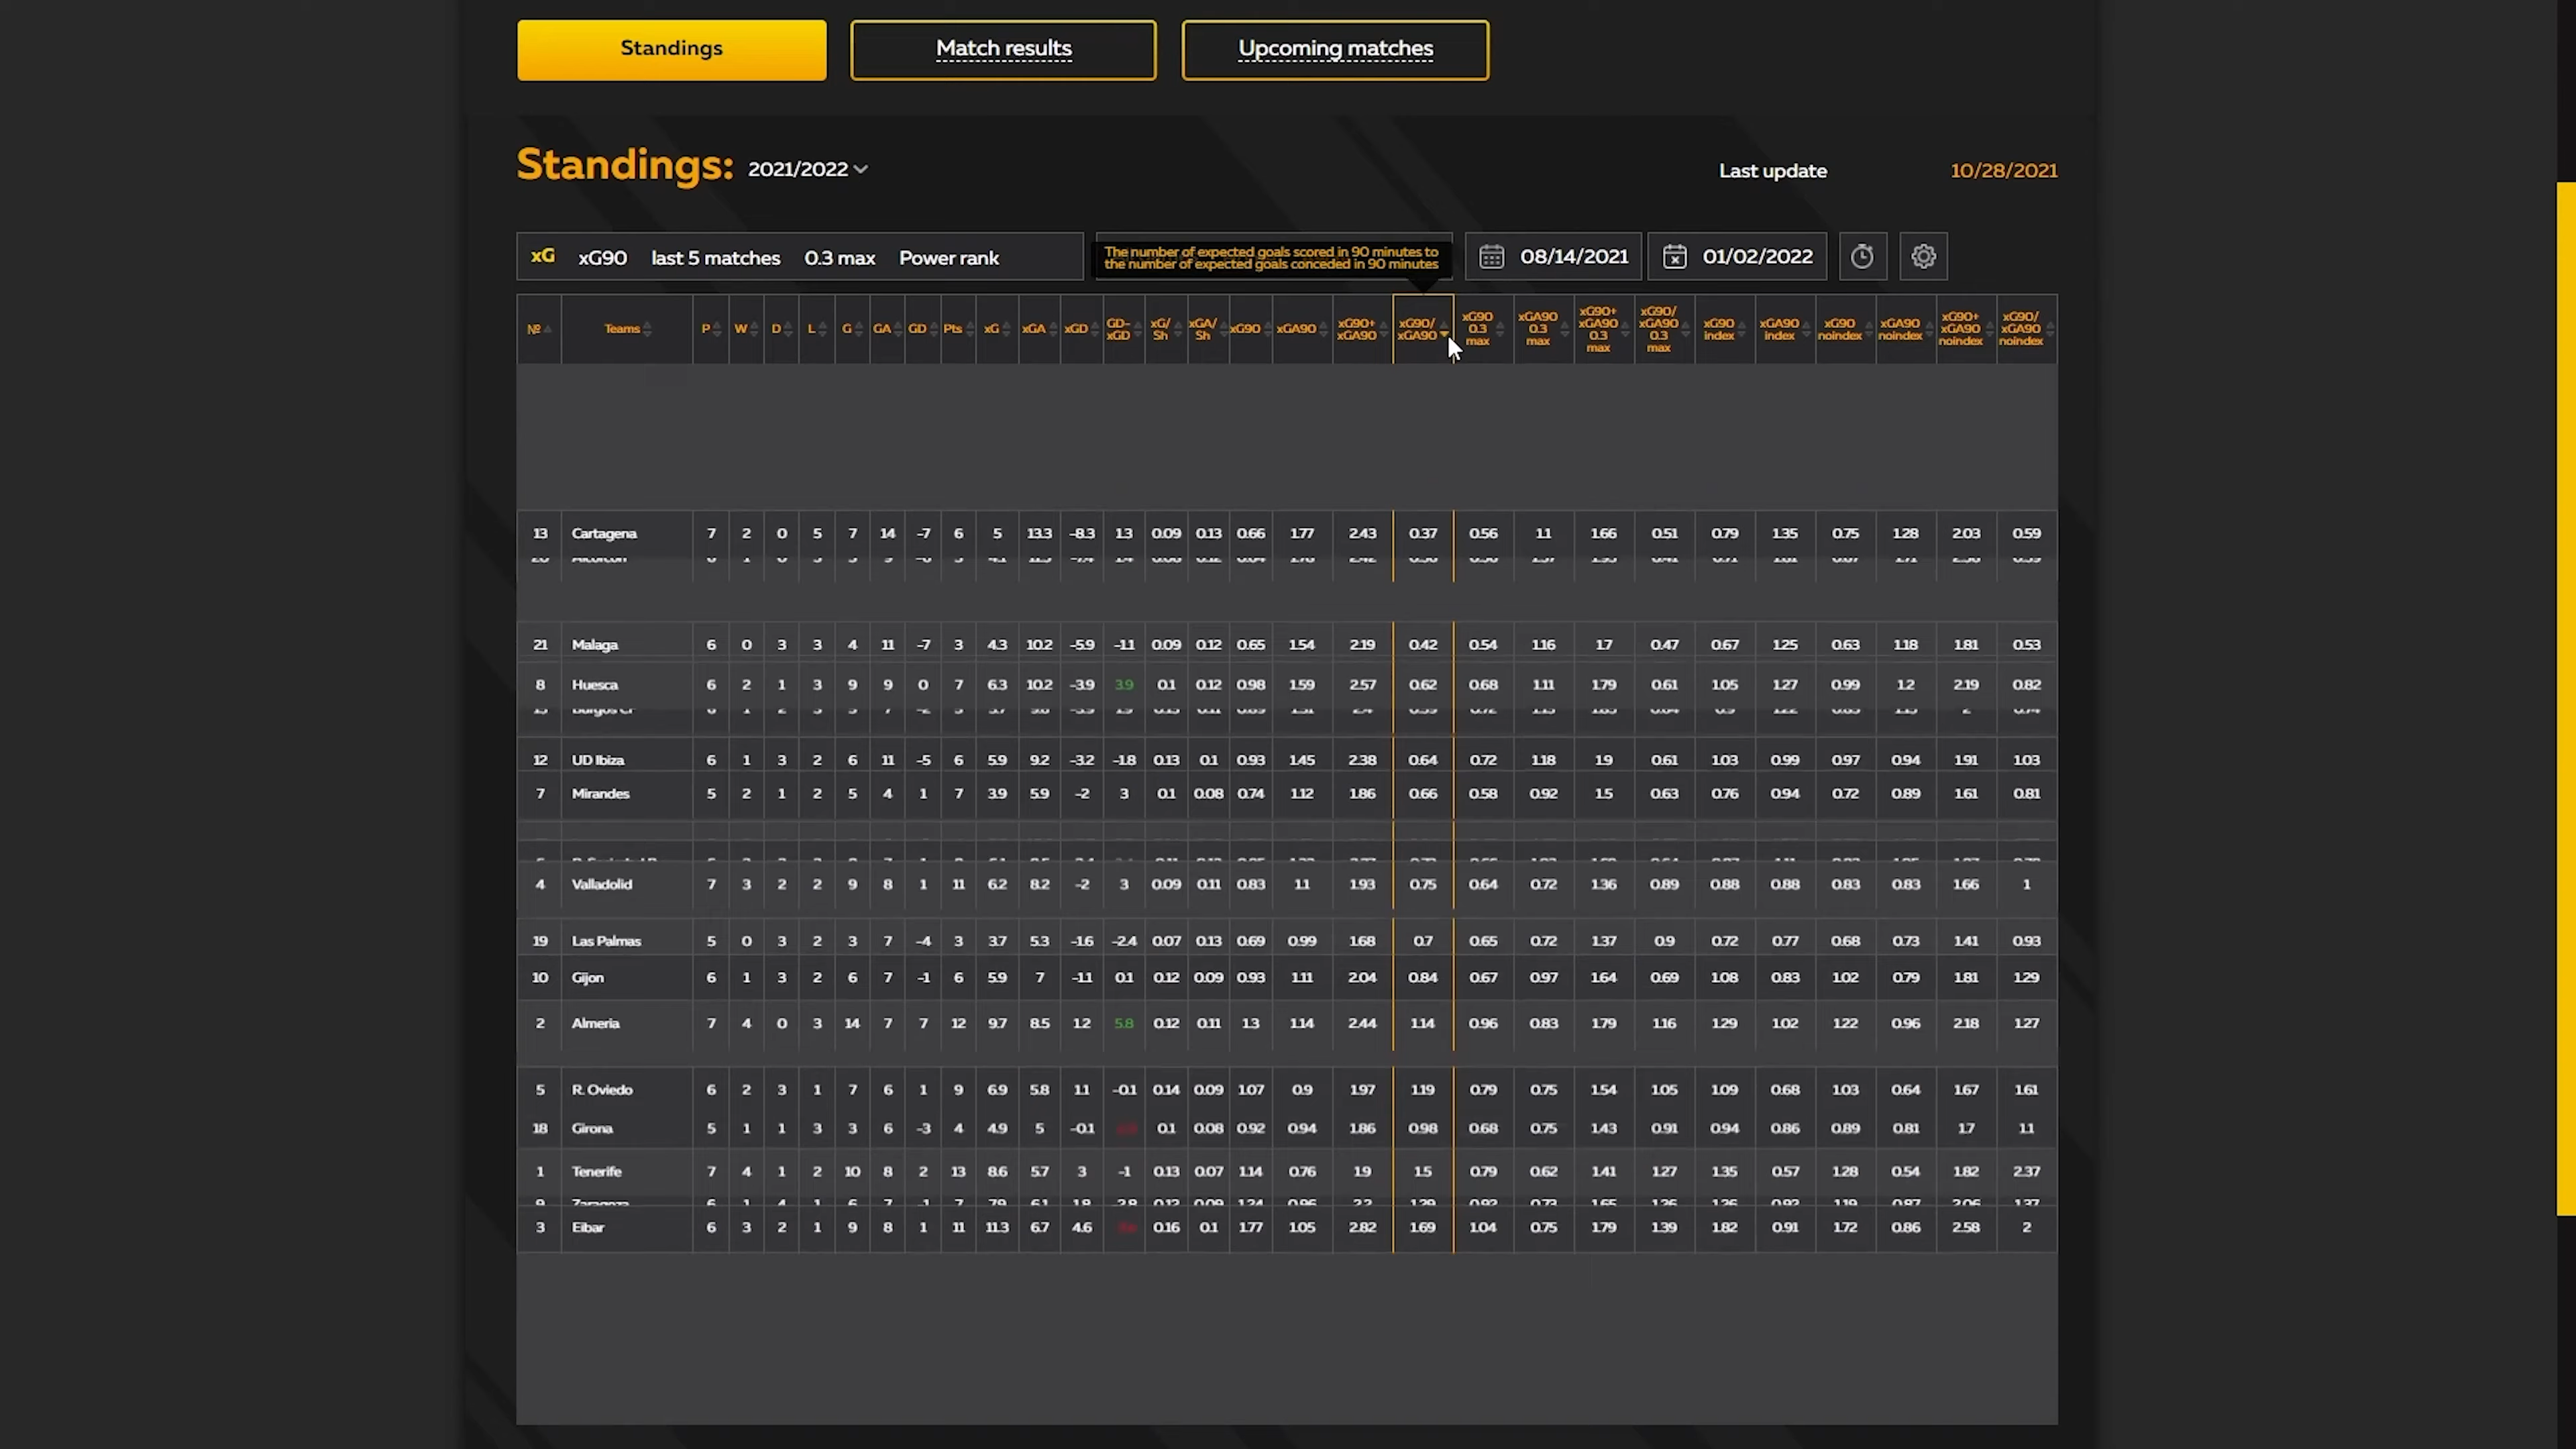 Standings Match results Upcoming matches
Standings: 2021/2022 Last update 10/28/2021
xG xG90 last 5 matches 0.3 max Power rank 08/14/2021 01/02/2022
The number of expected goals scored in 90 minutes to
the number of expected goals conceded in 90 minutes
№ Teams P W D L G GA GD Pts xG xGA xGD GD-xGD xG/Sh xGA/Sh xG90 xGA90 xG90+xGA90 xG90/xGA90 xG90 0.3 max xGA90 0.3 max xG90+xGA90 0.3 max xG90/xGA90 0.3 max xG90 index xGA90 index xG90 noindex xGA90 noindex xG90+xGA90 noindex xG90/xGA90 noindex
13 Cartagena 7 2 0 5 7 14 -7 6 5 13.3 -8.3 1.3 0.09 0.13 0.66 1.77 2.43 0.37 0.56 1.1 1.66 0.51 0.79 1.35 0.75 1.28 2.03 0.59
21 Malaga 6 0 3 3 4 11 -7 3 4.3 10.2 -5.9 -1.1 0.09 0.12 0.65 1.54 2.19 0.42 0.54 1.16 1.7 0.47 0.67 1.25 0.63 1.18 1.81 0.53
8 Huesca 6 2 1 3 9 9 0 7 6.3 10.2 -3.9 3.9 0.1 0.12 0.98 1.59 2.57 0.62 0.68 1.11 1.79 0.61 1.05 1.27 0.99 1.2 2.19 0.82
12 UD Ibiza 6 1 3 2 6 11 -5 6 5.9 9.2 -3.2 -1.8 0.13 0.1 0.93 1.45 2.38 0.64 0.72 1.18 1.9 0.61 1.03 0.99 0.97 0.94 1.91 1.03
7 Mirandes 5 2 1 2 5 4 1 7 3.9 5.9 -2 3 0.1 0.08 0.74 1.12 1.86 0.66 0.58 0.92 1.5 0.63 0.76 0.94 0.72 0.89 1.61 0.81
4 Valladolid 7 3 2 2 9 8 1 11 6.2 8.2 -2 3 0.09 0.11 0.83 1.1 1.93 0.75 0.64 0.72 1.36 0.89 0.88 0.88 0.83 0.83 1.66 1
19 Las Palmas 5 0 3 2 3 7 -4 3 3.7 5.3 -1.6 -2.4 0.07 0.13 0.69 0.99 1.68 0.7 0.65 0.72 1.37 0.9 0.72 0.77 0.68 0.73 1.41 0.93
10 Gijon 6 1 3 2 6 7 -1 6 5.9 7 -1.1 0.1 0.12 0.09 0.93 1.11 2.04 0.84 0.67 0.97 1.64 0.69 1.08 0.83 1.02 0.79 1.81 1.29
2 Almeria 7 4 0 3 14 7 7 12 9.7 8.5 1.2 5.8 0.12 0.11 1.3 1.14 2.44 1.14 0.96 0.83 1.79 1.16 1.29 1.02 1.22 0.96 2.18 1.27
5 R. Oviedo 6 2 3 1 7 6 1 9 6.9 5.8 1.1 -0.1 0.14 0.09 1.07 0.9 1.97 1.19 0.79 0.75 1.54 1.05 1.09 0.68 1.03 0.64 1.67 1.61
18 Girona 5 1 1 3 3 6 -3 4 4.9 5 -0.1 0.1 0.08 0.92 0.94 1.86 0.98 0.68 0.75 1.43 0.91 0.94 0.86 0.89 0.81 1.7 1.1
1 Tenerife 7 4 1 2 10 8 2 13 8.6 5.7 3 -1 0.13 0.07 1.14 0.76 1.9 1.5 0.79 0.62 1.41 1.27 1.35 0.57 1.28 0.54 1.82 2.37
3 Eibar 6 3 2 1 9 8 1 11 11.3 6.7 4.6 0.16 0.1 1.77 1.05 2.82 1.69 1.04 0.75 1.79 1.39 1.82 0.91 1.72 0.86 2.58 2